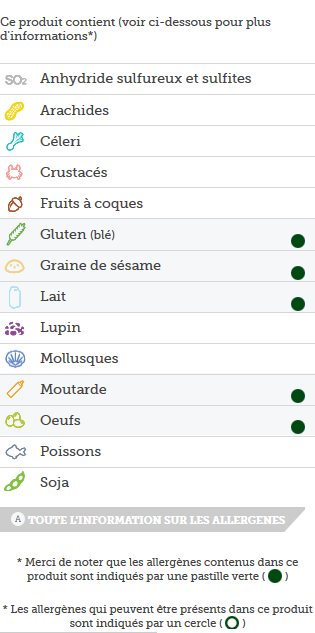 Ce produit contient (voir ci-dessous pour plus
d'informations*)
SO2 Anhydride sulfureux et sulfites
Arachides
Céleri
Crustacés
Fruits à coques
Gluten (blé)
Graine de sésame
Lait
Lupin
Mollusques
Moutarde
Oeufs
Poissons
Soja
A TOUTE L'INFORMATION SUR LES ALLERGENES
* Merci de noter que les allergènes contenus dans ce
produit sont indiqués par une pastille verte ( )
* Les allergènes qui peuvent être présents dans ce produit
sont indiqués par un cercle ( )